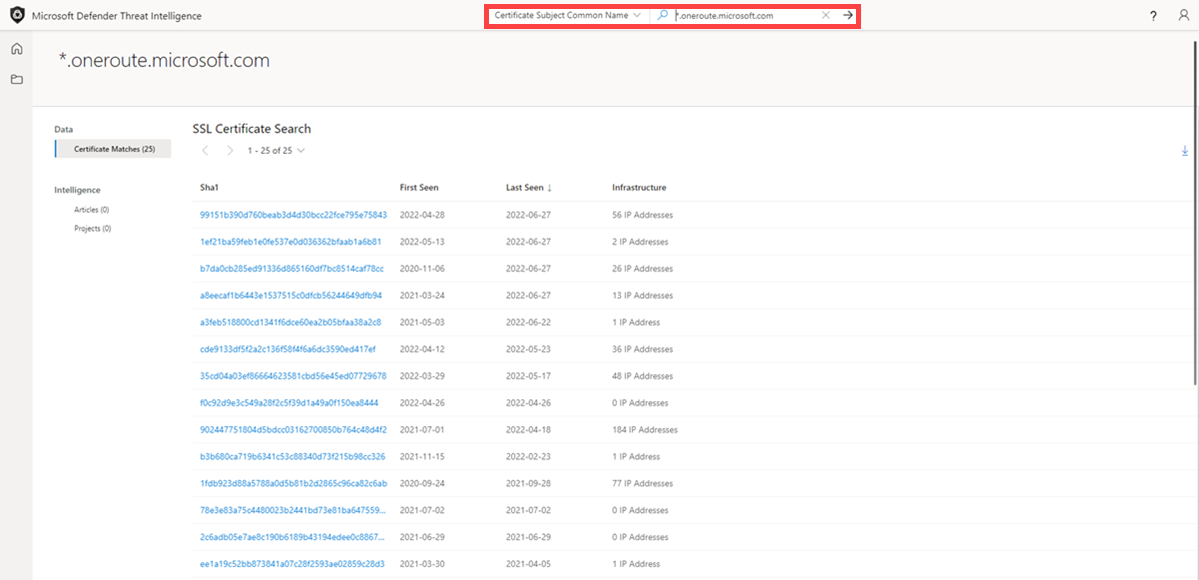 Microsoft Defender Threat Intelligence
Certificate Subject Common Name
*.oneroute.microsoft.com
?
*.oneroute.microsoft.com
Data
Certificate Matches (25)
Intelligence
Articles (0)
Projects (0)
SSL Certificate Search
1 - 25 of 25
Sha1 First Seen Last Seen ↓ Infrastructure
99151b390d760beab3d4d30bcc22fce795e75843 2022-04-28 2022-06-27 56 IP Addresses
1ef21ba59feb1e0fe537e0d036362bfaab1a6b81 2022-05-13 2022-06-27 2 IP Addresses
b7da0cb285ed91336d865160df7bc8514caf78cc 2020-11-06 2022-06-27 26 IP Addresses
a8eecaf1b6443e1537515c0dfcb56244649dfb94 2021-03-24 2022-06-27 13 IP Addresses
a3feb518800cd1341f6dce60ea2b05bfaa38a2c8 2021-05-03 2022-06-22 1 IP Address
cde9133df5f2a2c136f58f4f6a6dc3590ed417ef 2022-04-12 2022-05-23 36 IP Addresses
35cd04a03ef86664623581cbd56e45ed07729678 2022-03-29 2022-05-17 48 IP Addresses
f0c92d9e3c549a28f2c5f39d1a49a0f150ea8444 2022-04-26 2022-04-26 0 IP Addresses
902447751804d5bdcc03162700850b764c48d4f2 2021-07-01 2022-04-18 184 IP Addresses
b3b680ca719b6341c53c88340d73f215b98cc326 2021-11-15 2022-02-23 1 IP Address
1fdb923d88a5788a0d5b81b2d2865c96ca82c6ab 2020-09-24 2021-09-28 77 IP Addresses
78e3e83a75c4480023b2441bd73e81ba647559... 2021-07-02 2021-07-02 0 IP Addresses
2c6adb05e7ae8c190b6189b43194edee0c8867... 2021-06-29 2021-06-29 0 IP Addresses
ee1a19c52bb873841a07c28f2593ae02859c28d3 2021-03-30 2021-04-05 1 IP Address